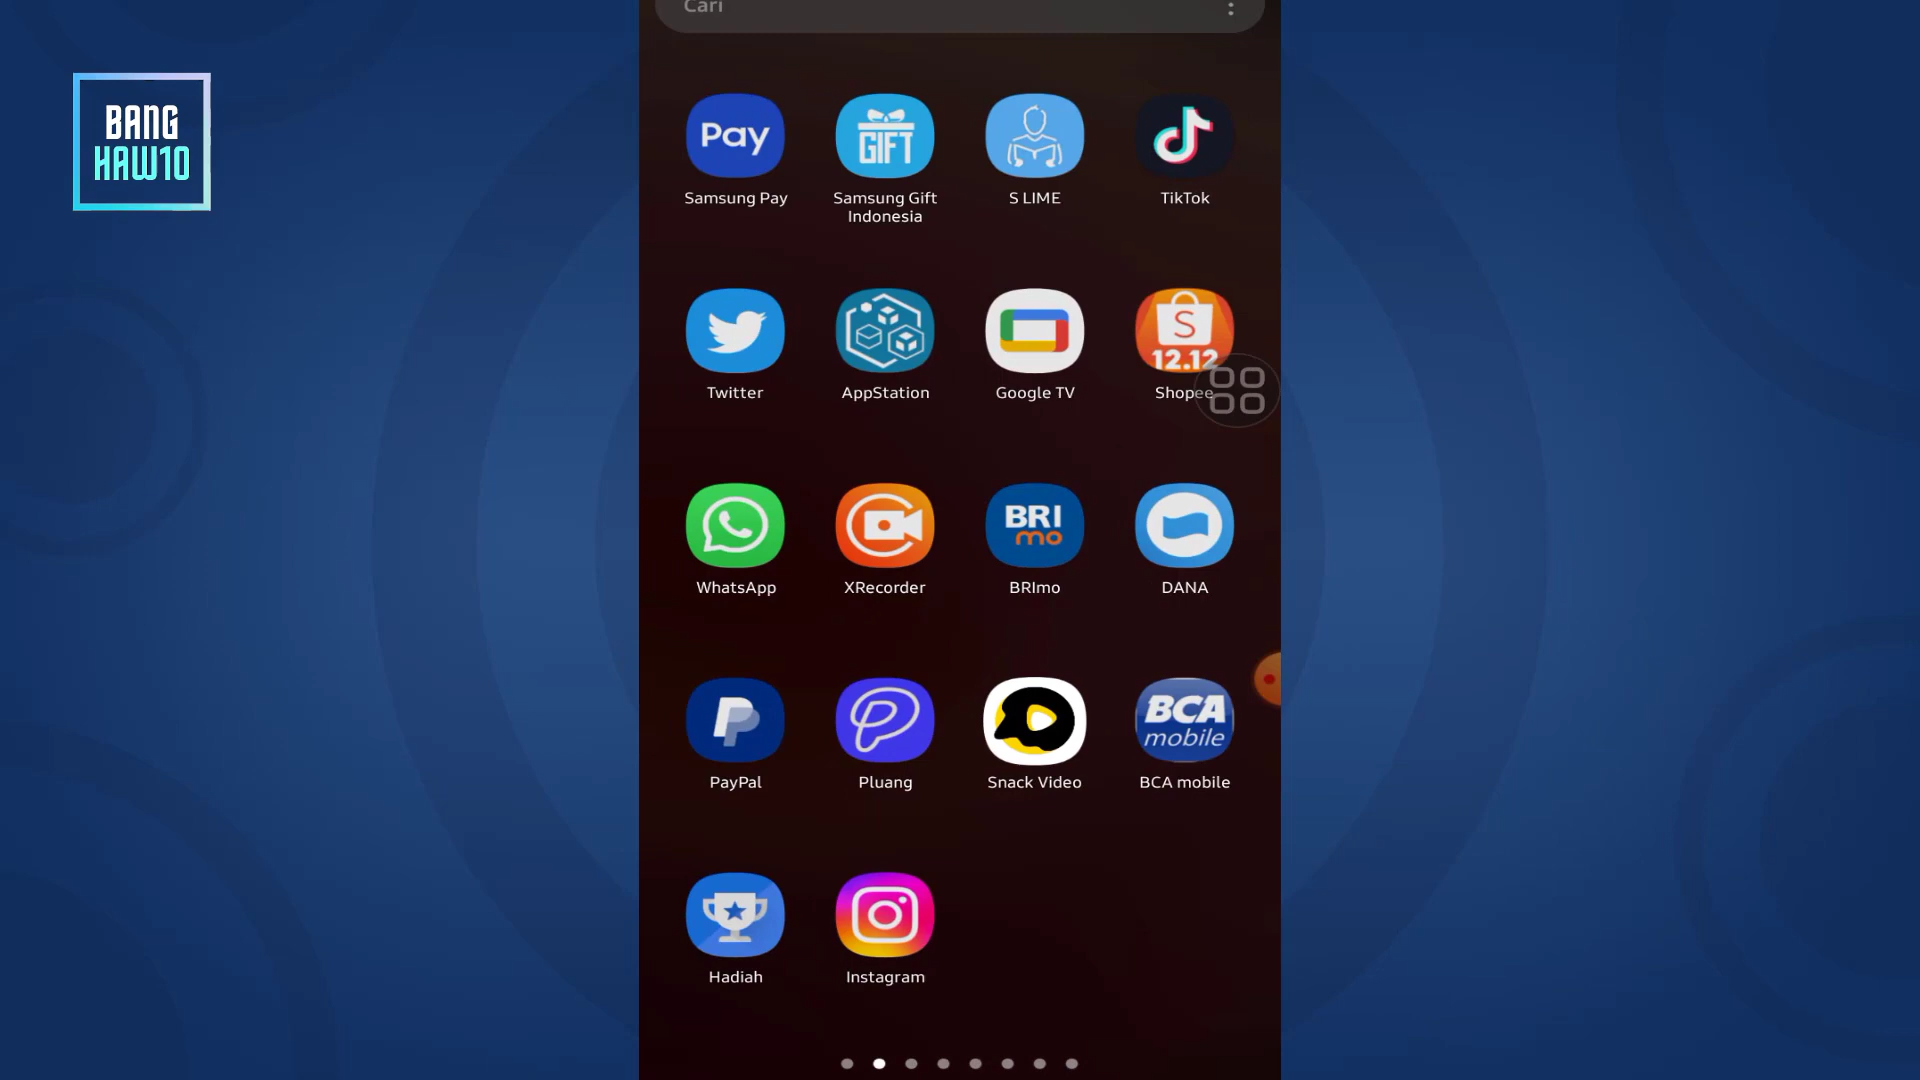 Cari
BANG
HAW10
Pay
GIFT
Samsung Pay
Samsung Gift
Indonesia
S LIME
TikTok
S
12.12
Twitter
AppStation
Google TV
Shopee
BRI
mo
WhatsApp
XRecorder
BRImo
DANA
BCA
mobile
PayPal
Pluang
Snack Video
BCA mobile
Hadiah
Instagram